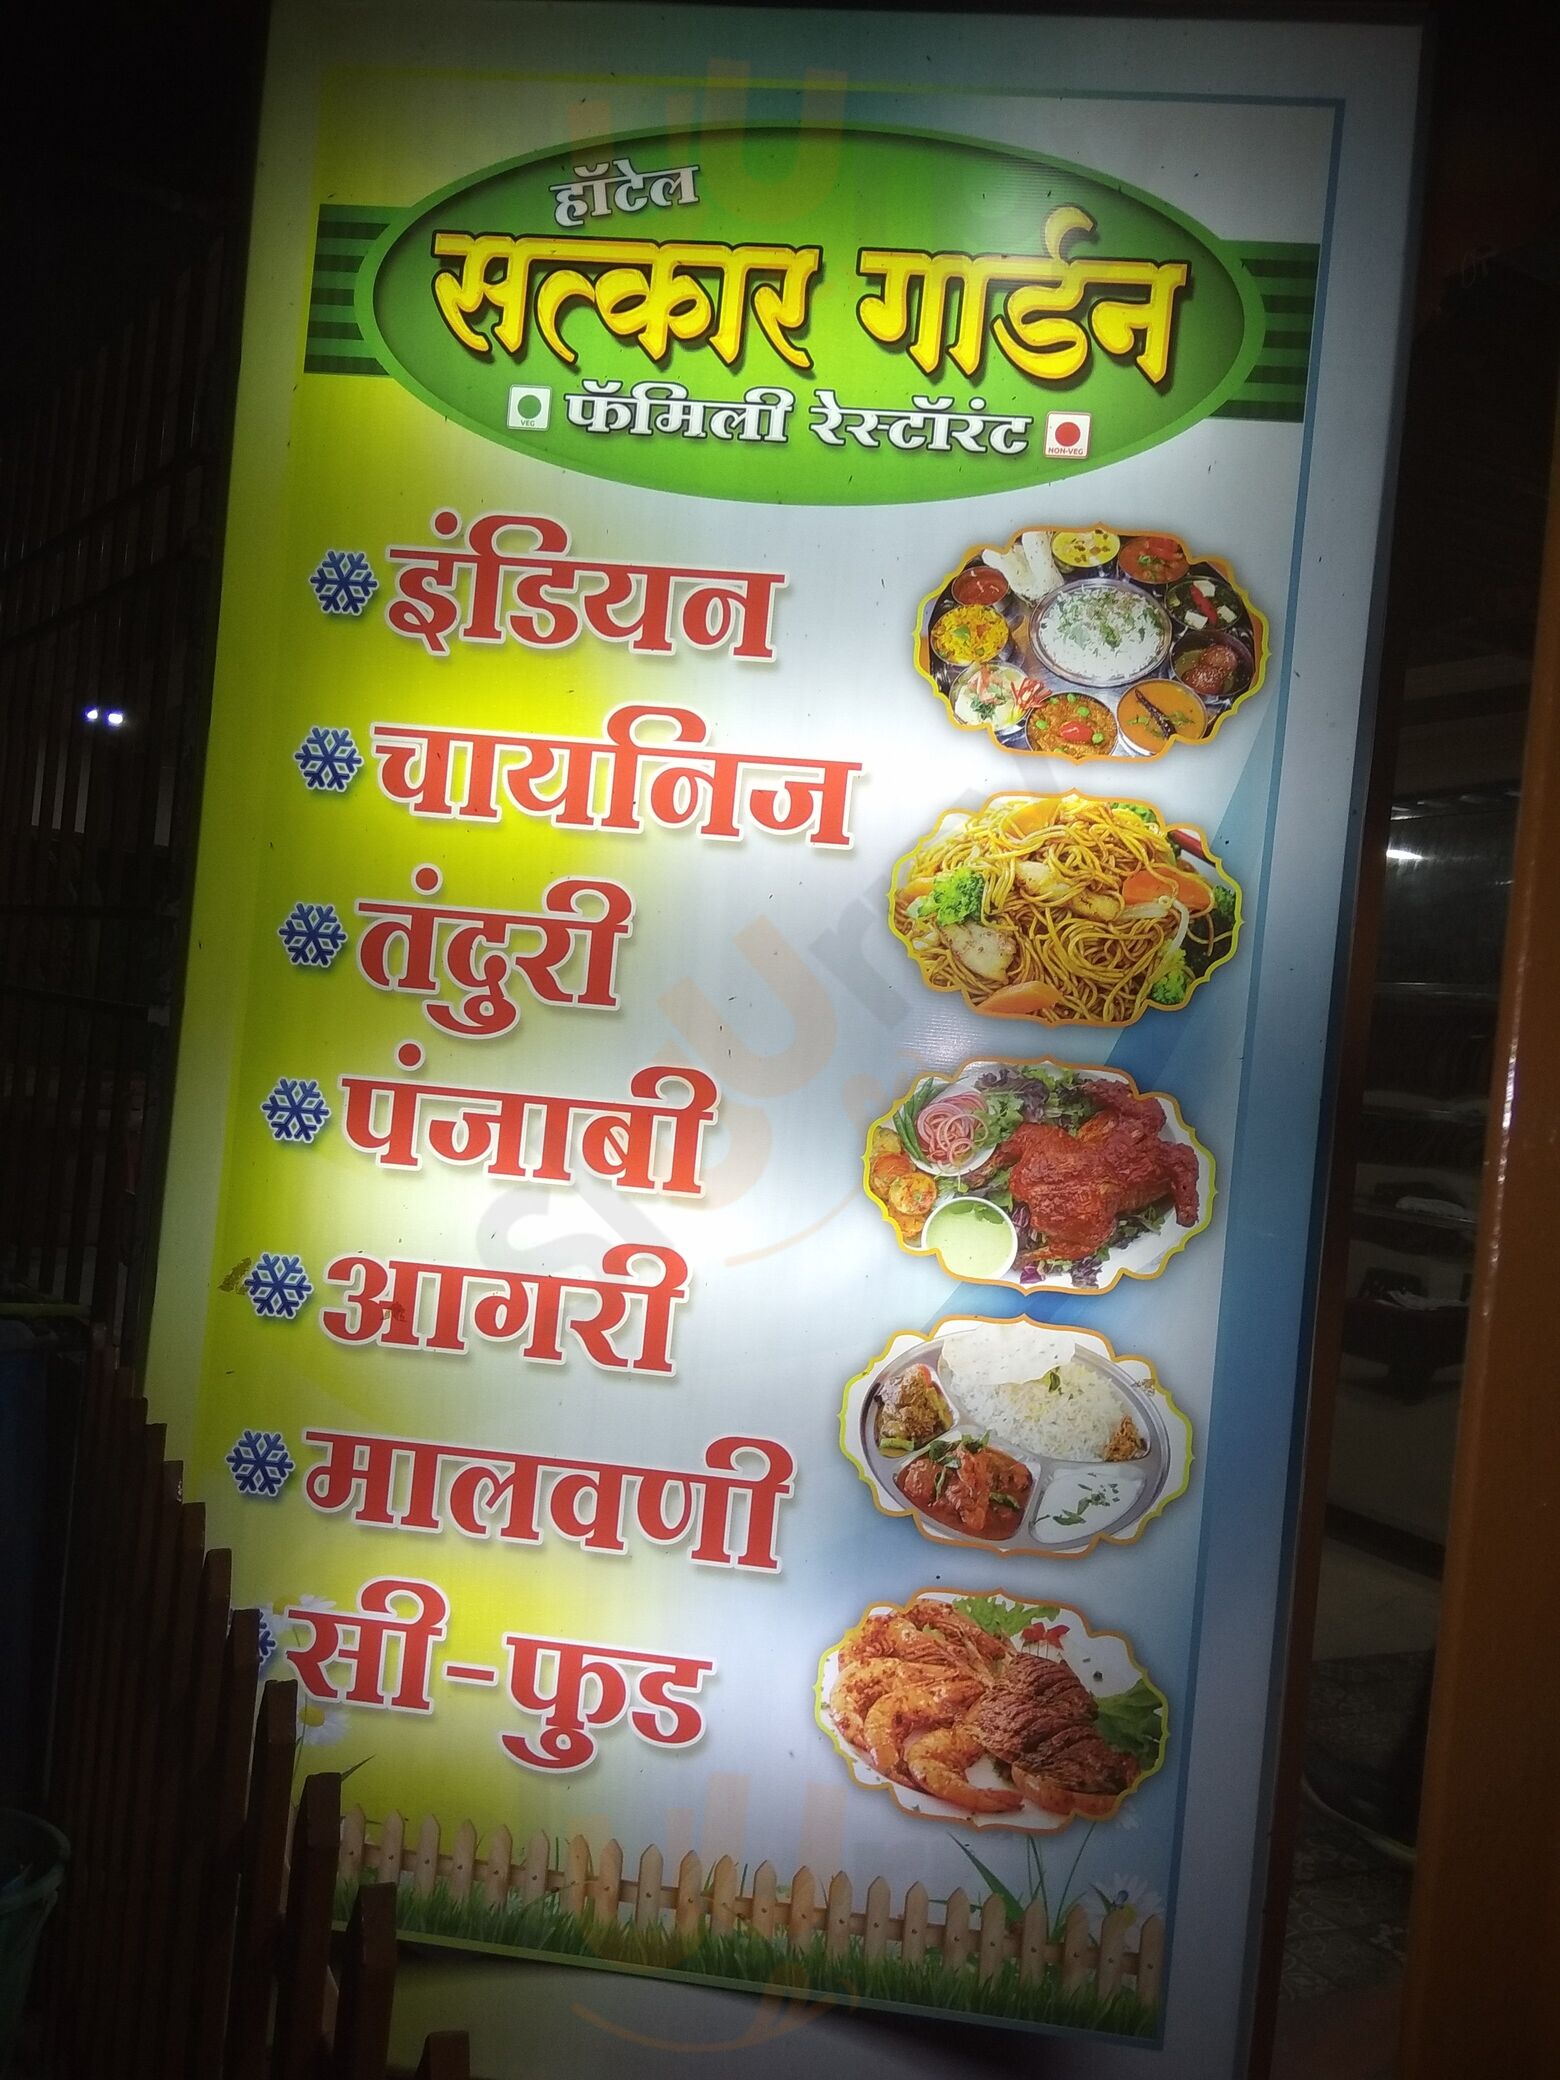 हॉटेल
सत्कार गार्डन
VEG फॅमिली रेस्टॉरंट NON-VEG
इंडियन
चायनिज
तंदुरी
पंजाबी
आगरी
मालवणी
सी-फुड